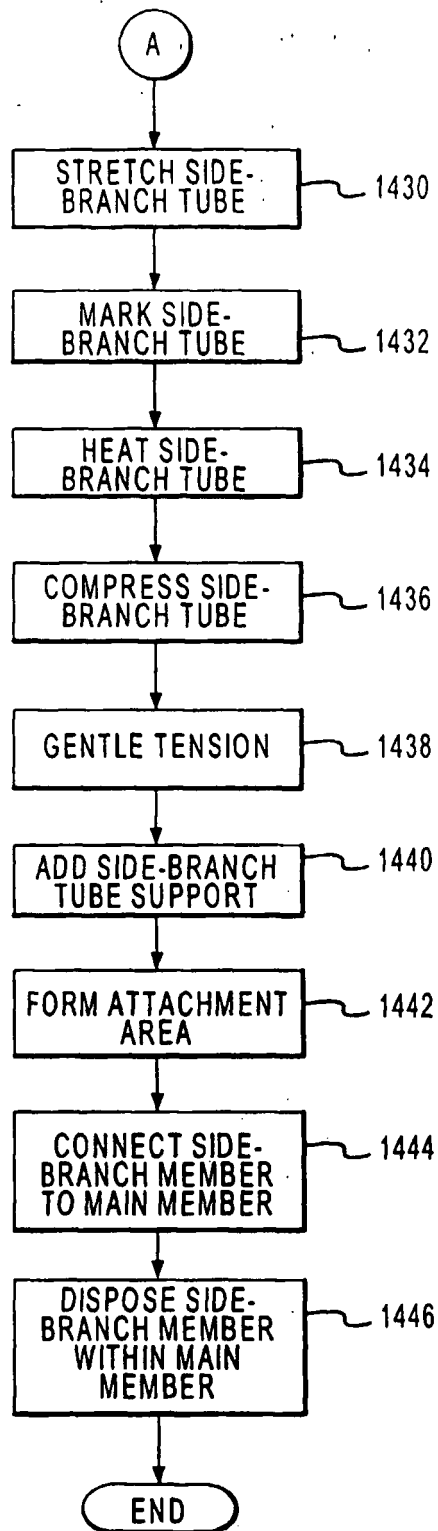 A
STRETCH SIDE-
BRANCH TUBE
1430
MARK SIDE-
BRANCH TUBE
1432
HEAT SIDE-
BRANCH TUBE
1434
COMPRESS SIDE-
BRANCH TUBE
1436
GENTLE TENSION
1438
ADD SIDE-BRANCH
TUBE SUPPORT
1440
FORM ATTACHMENT
AREA
1442
CONNECT SIDE-
BRANCH MEMBER
TO MAIN MEMBER
1444
DISPOSE SIDE-
BRANCH MEMBER
WITHIN MAIN
MEMBER
1446
END